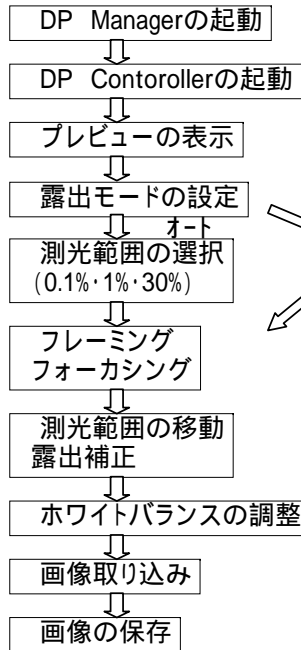 DP Managerの起動
DP Contorollerの起動
プレビューの表示
露出モードの設定
オート
測光範囲の選択
(0.1%・1%・30%)
フレーミング
フォーカシング
測光範囲の移動
露出補正
ホワイトバランスの調整
画像取り込み
画像の保存